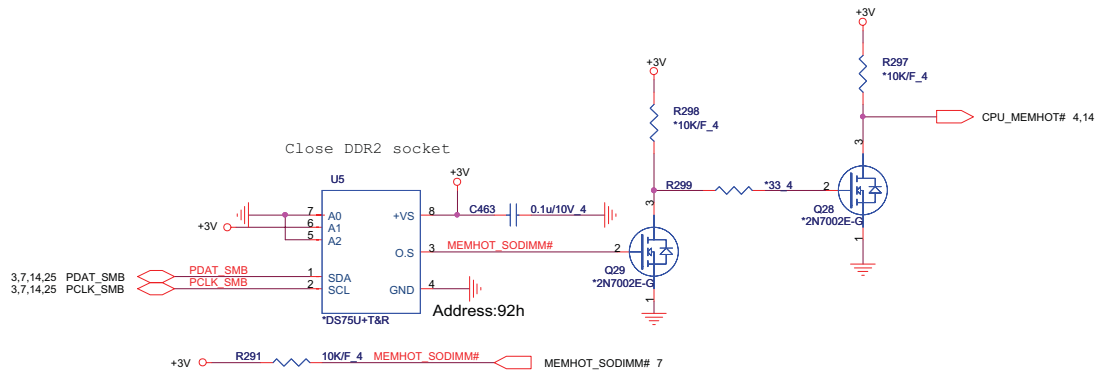 +3V
R297
*10K/F_4
+3V
R298
*10K/F_4
CPU_MEMHOT# 4,14
3
Close DDR2 socket
U5
+3V
R299
*33_4
2
Q28
*2N7002E-G
1
7 A0
+3V
6 A1
5 A2
+VS 8
C463
0.1u/10V_4
3
O.S 3
MEMHOT_SODIMM#
2
Q29
*2N7002E-G
1
3,7,14,25 PDAT_SMB
PDAT_SMB
1 SDA
3,7,14,25 PCLK_SMB
PCLK_SMB
2 SCL
GND 4
Address:92h
*DS75U+T&R
+3V
R291
10K/F_4
MEMHOT_SODIMM#
MEMHOT_SODIMM# 7